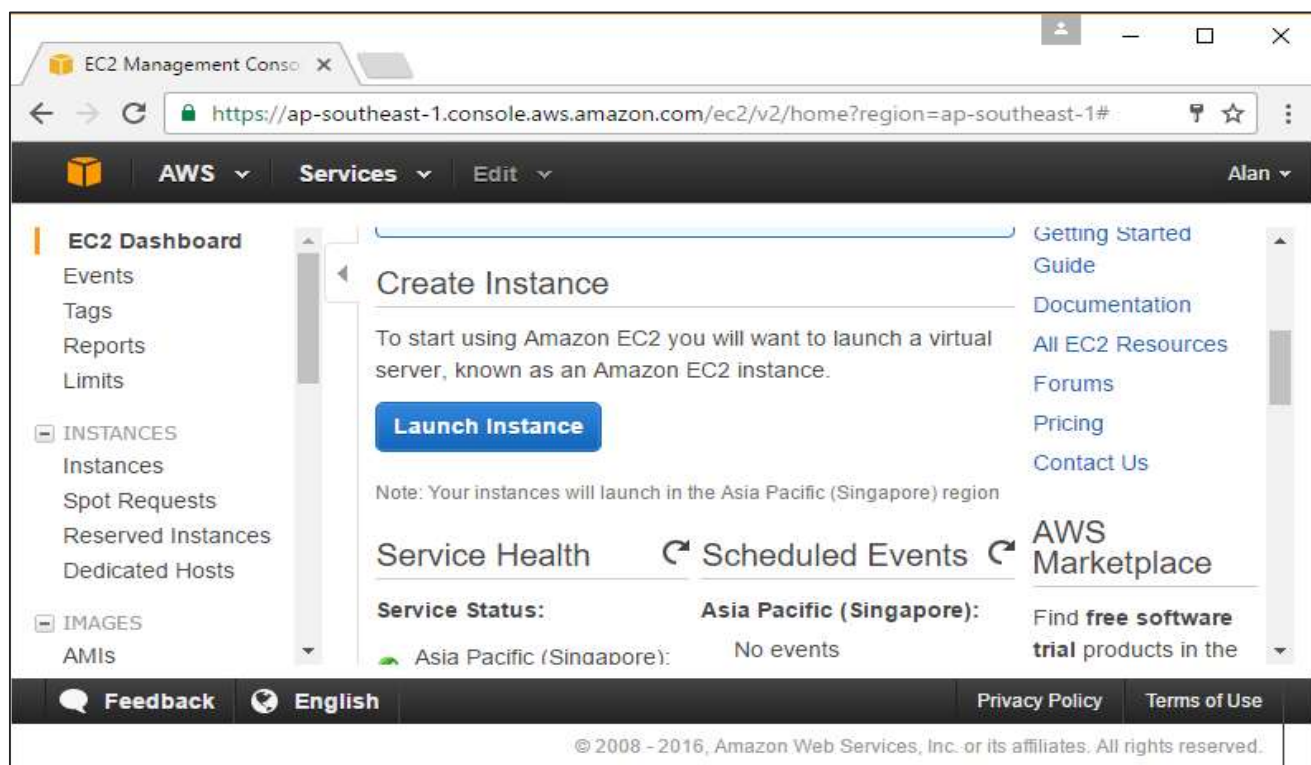 EC2 Management Conso
https://ap-southeast-1.console.aws.amazon.com/ec2/v2/home?region=ap-southeast-1#
AWS Services Edit Alan
EC2 Dashboard
Events
Tags
Reports
Limits
INSTANCES
Instances
Spot Requests
Reserved Instances
Dedicated Hosts
IMAGES
AMIs
Create Instance
To start using Amazon EC2 you will want to launch a virtual
server, known as an Amazon EC2 instance.
Launch Instance
Note: Your instances will launch in the Asia Pacific (Singapore) region
Service Health
Service Status:
Asia Pacific (Singapore):
Scheduled Events
Asia Pacific (Singapore):
No events
Getting Started
Guide
Documentation
All EC2 Resources
Forums
Pricing
Contact Us
AWS
Marketplace
Find free software
trial products in the
Feedback English Privacy Policy Terms of Use
© 2008 - 2016, Amazon Web Services, Inc. or its affiliates. All rights reserved.